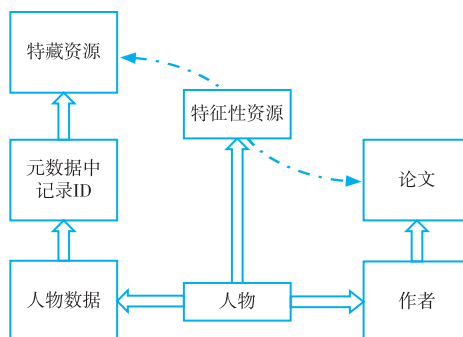 特藏资源
特征性资源
元数据中
记录ID
论文
人物数据
人物
作者